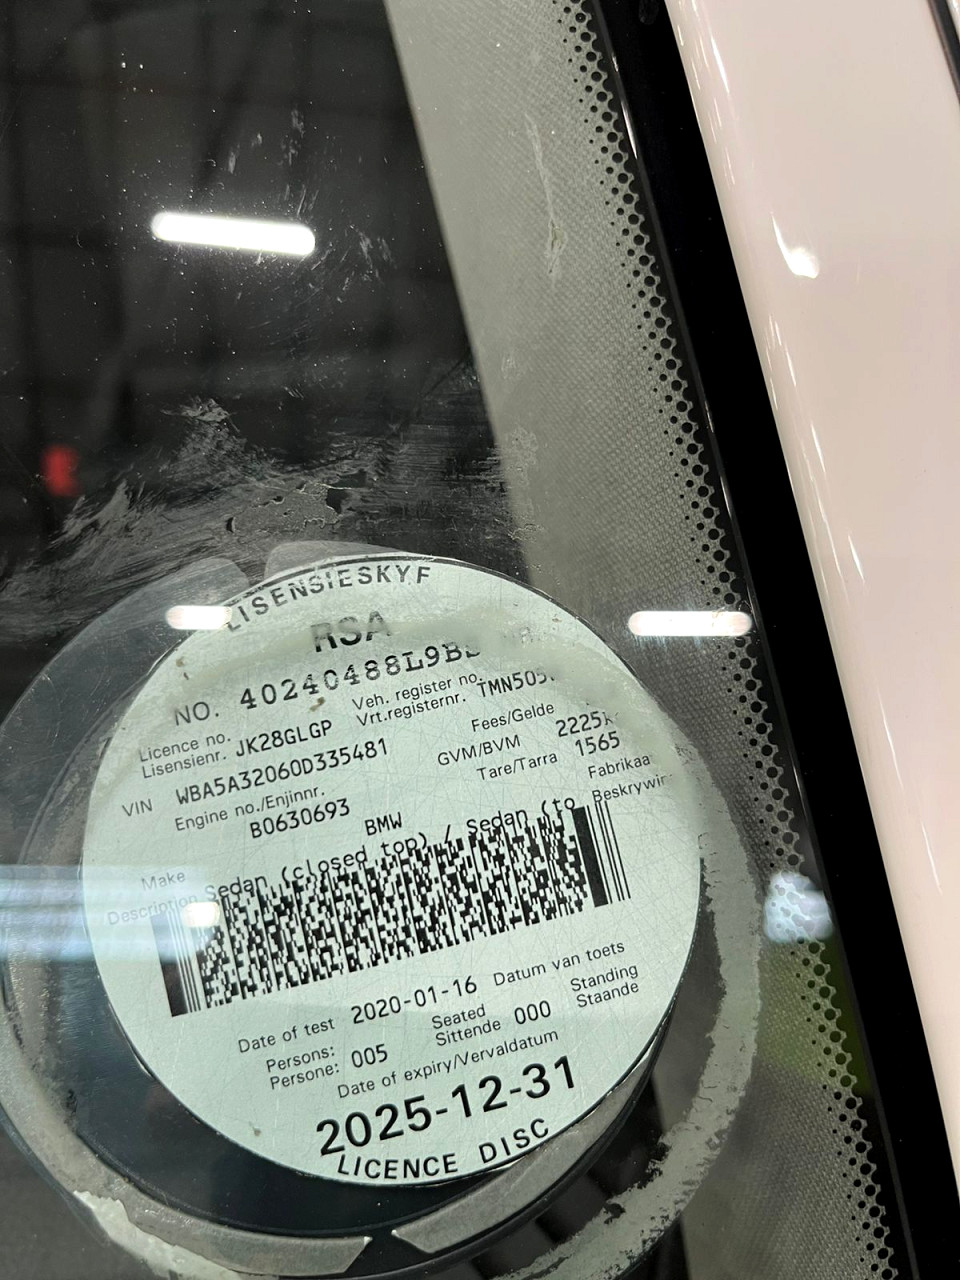 LISENSIESKYF
RSA
NO. 40240488L9B
Licence no. Veh. register no.
Lisensienr. JK28GLGP Vrt.registernr.
VIN WBA5A32060D335481 Fees/Gelde
Engine no./Enjinnr. GVM/BVM 2225
B0630693 Tare/Tarra 1565
Make BMW
Description Sedan (closed top) / Sedan (to
Date of test 2020-01-16 Datum van toets
Persons: Seated Standing
Persone: 005 Sittende 000 Staande
Date of expiry/Vervaldatum
2025-12-31
LICENCE DISC